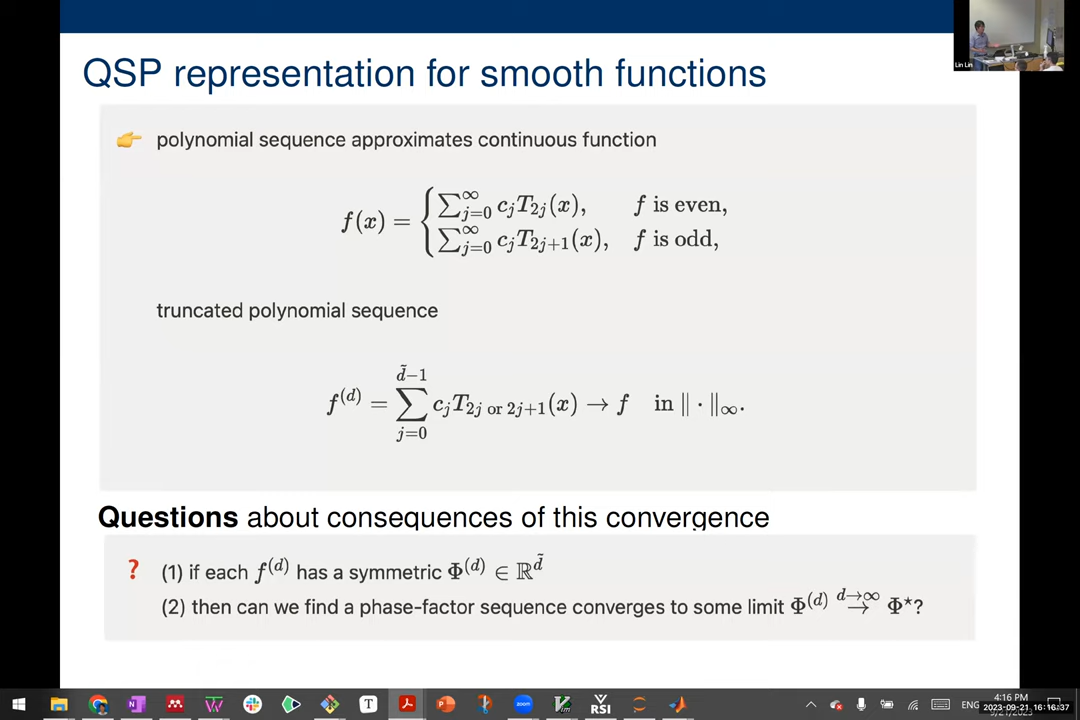 Lin Lin
QSP representation for smooth functions
polynomial sequence approximates continuous function
f(x) = { ∑_{j=0}^{∞} c_j T_{2j}(x), f is even,
∑_{j=0}^{∞} c_j T_{2j+1}(x), f is odd,
truncated polynomial sequence
f^{(d)} = ∑_{j=0}^{d̃−1} c_j T_{2j or 2j+1}(x) → f in ‖·‖_∞.
Questions about consequences of this convergence
? (1) if each f^{(d)} has a symmetric Φ^{(d)} ∈ ℝ^{d̃}
(2) then can we find a phase-factor sequence converges to some limit Φ^{(d)} →^{d→∞} Φ*?
T
zoom
RSI
ENG
4:16 PM
2023-09-21 16:16:37